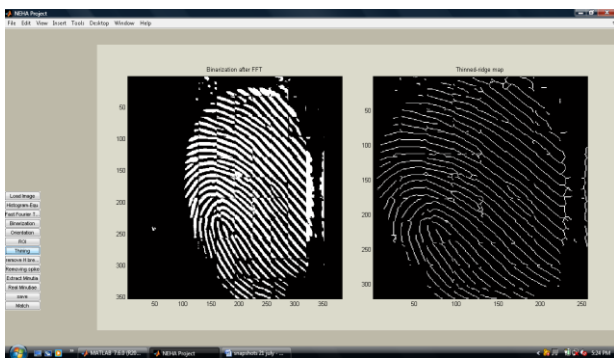 NEHA Project
File Edit View Insert Tools Desktop Window Help
Binarization after FFT
Thinned-ridge map
50
100
150
200
250
300
350
50 100 150 200 250 300 350
50
100
150
200
250
300
50 100 150 200 250
Load Image
Histogram-Equ
Fast Fourier T...
Binarization
Orientation
ROI
Thining
remove H bre...
Removing spike
Extract Minutia
Real Minutiae
save
Match
MATLAB 7.6.0 (R20...
NEHA Project
snapshots 21 july - ...
5:24 PM